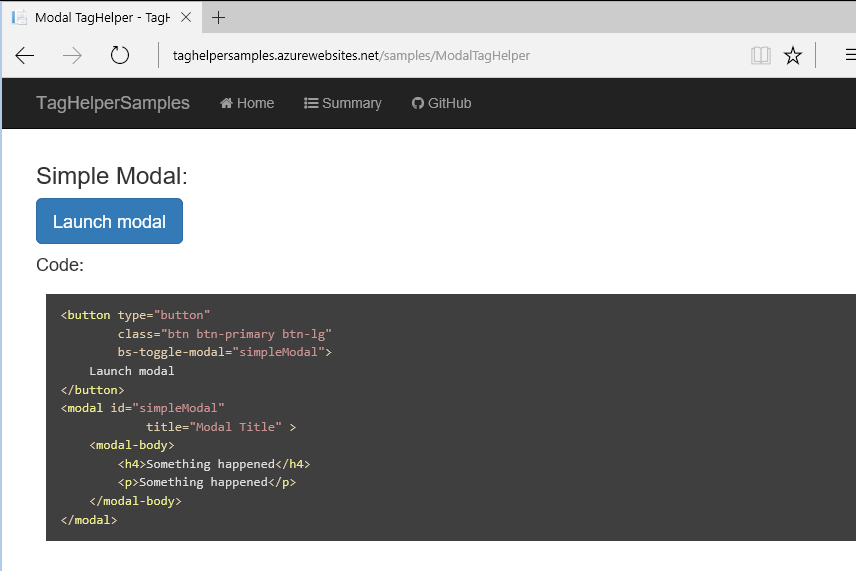 Modal TagHelper - TagH
taghelpersamples.azurewebsites.net/samples/ModalTagHelper
TagHelperSamples Home Summary GitHub
Simple Modal:
Launch modal
Code:
<button type="button"
class="btn btn-primary btn-lg"
bs-toggle-modal="simpleModal">
Launch modal
</button>
<modal id="simpleModal"
title="Modal Title" >
<modal-body>
<h4>Something happened</h4>
<p>Something happened</p>
</modal-body>
</modal>